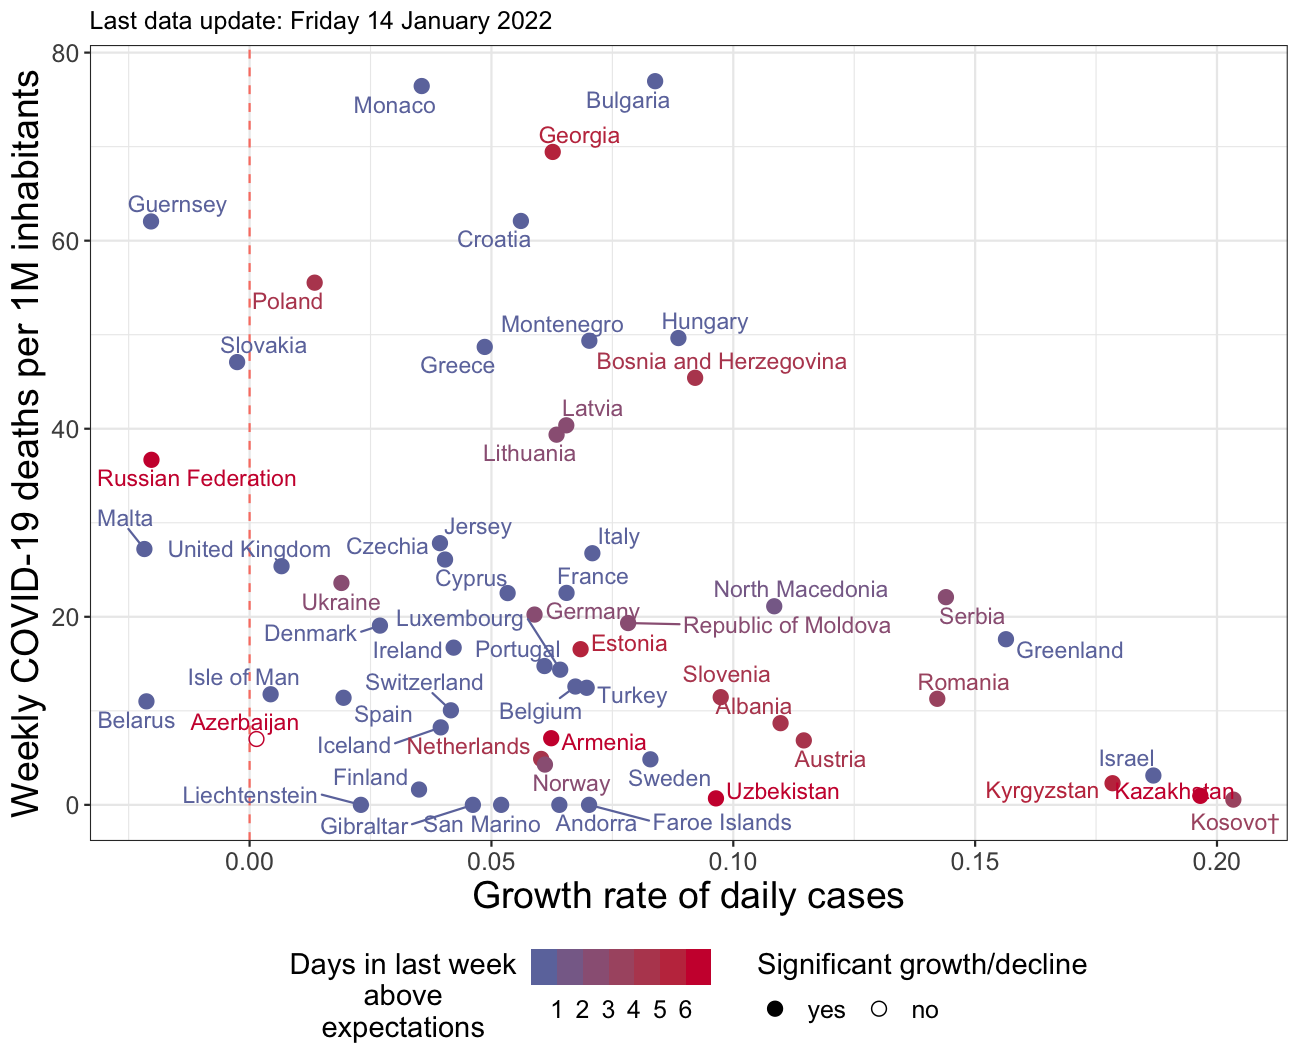 Last data update: Friday 14 January 2022
Weekly COVID-19 deaths per 1M inhabitants
80
60
40
20
0
Monaco
Bulgaria
Georgia
Guernsey
Croatia
Poland
Montenegro
Hungary
Slovakia
Greece
Bosnia and Herzegovina
Latvia
Lithuania
Russian Federation
Malta
Jersey
Italy
United Kingdom
Czechia
Cyprus
France
North Macedonia
Ukraine
Luxembourg
Germany
Serbia
Denmark
Republic of Moldova
Ireland
Portugal
Estonia
Greenland
Isle of Man
Switzerland
Slovenia
Romania
Turkey
Belarus
Spain
Belgium
Albania
Azerbaijan
Iceland
Netherlands
Armenia
Austria
Israel
Finland
Norway
Sweden
Liechtenstein
Uzbekistan
Kyrgyzstan
Kazakhstan
Gibraltar
San Marino
Andorra
Faroe Islands
Kosovo†
0.00
0.05
0.10
0.15
0.20
Growth rate of daily cases
Days in last week
above
expectations
1 2 3 4 5 6
Significant growth/decline
yes
no